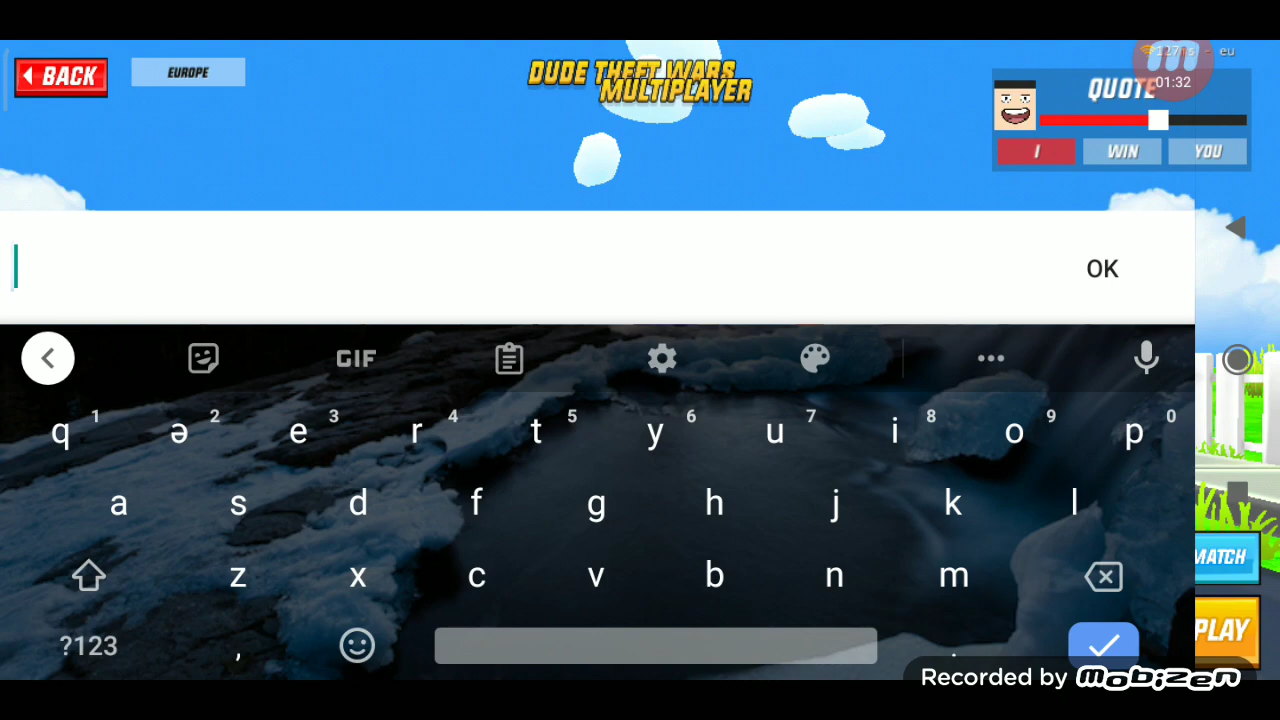 BACK
EUROPE
DUDE THEFT WARS
MULTIPLAYER
127ms - eu
01:32
QUOTE
I WIN YOU
OK
GIF
1 2 3 4 5 6 7 8 9 0
q ə e r t y u i o p
a s d f g h j k l
z x c v b n m
?123 , .
MATCH
PLAY
Recorded by mobizen